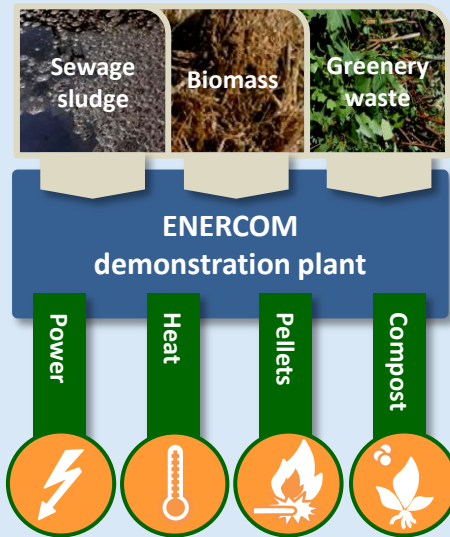 Sewage
sludge
Biomass
Greenery
waste
ENERCOM
demonstration plant
Power
Heat
Pellets
Compost